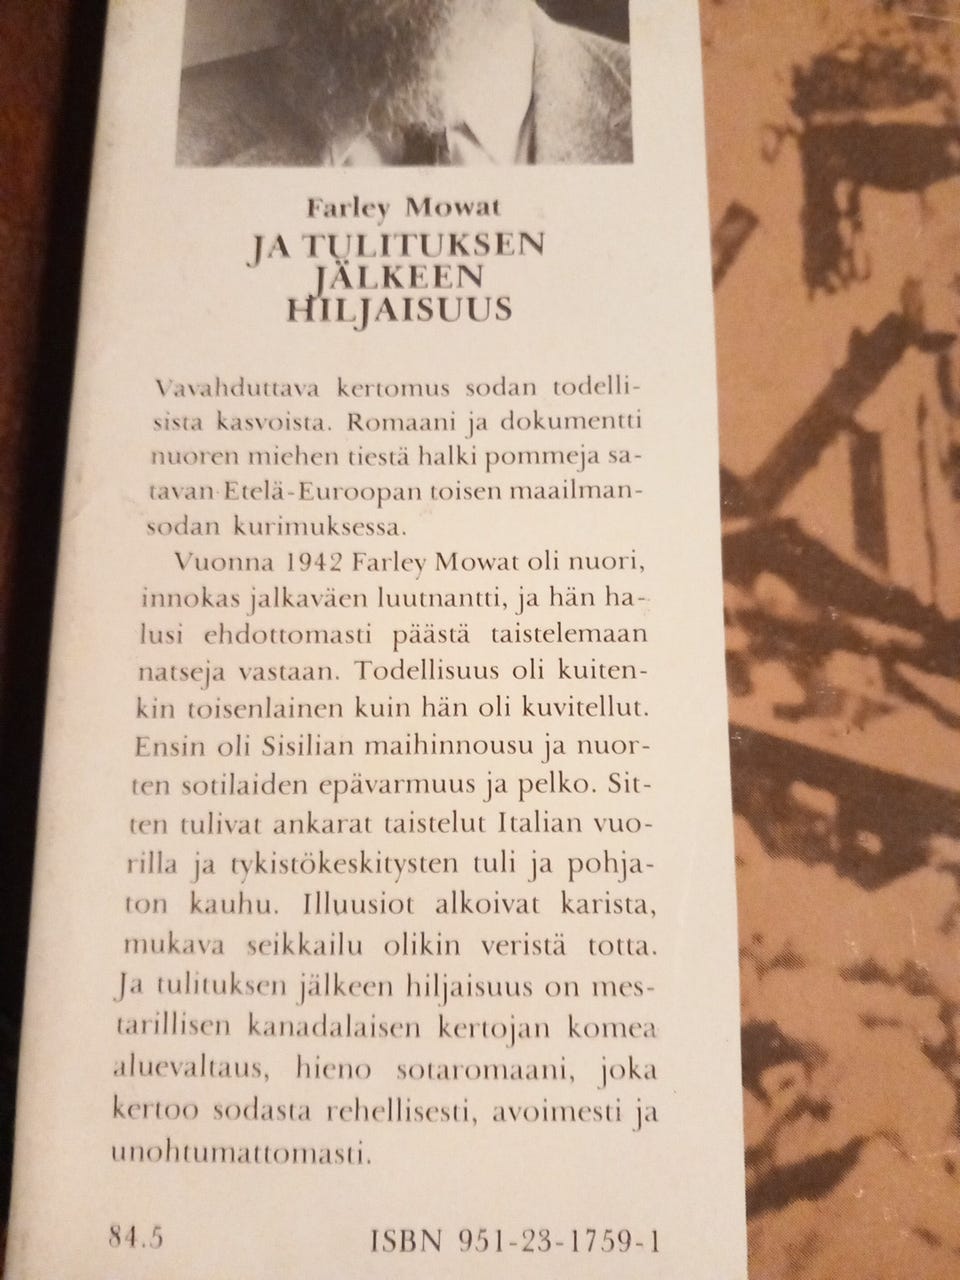 Farley Mowat
JA TULITUKSEN
JÄLKEEN
HILJAISUUS
Vavahduttava kertomus sodan todelli-
sista kasvoista. Romaani ja dokumentti
nuoren miehen tiestä halki pommeja sa-
tavan Etelä-Euroopan toisen maailman-
sodan kurimuksessa.
Vuonna 1942 Farley Mowat oli nuori,
innokas jalkaväen luutnantti, ja hän ha-
lusi ehdottomasti päästä taistelemaan
natseja vastaan. Todellisuus oli kuiten-
kin toisenlainen kuin hän oli kuvitellut.
Ensin oli Sisilian maihinnousu ja nuor-
ten sotilaiden epävarmuus ja pelko. Sit-
ten tulivat ankarat taistelut Italian vuo-
rilla ja tykistökeskitysten tuli ja pohja-
ton kauhu. Illuusiot alkoivat karista,
mukava seikkailu olikin veristä totta.
Ja tulituksen jälkeen hiljaisuus on mes-
tarillisen kanadalaisen kertojan komea
aluevaltaus, hieno sotaromaani, joka
kertoo sodasta rehellisesti, avoimesti ja
unohtumattomasti.
84.5 ISBN 951-23-1759-1